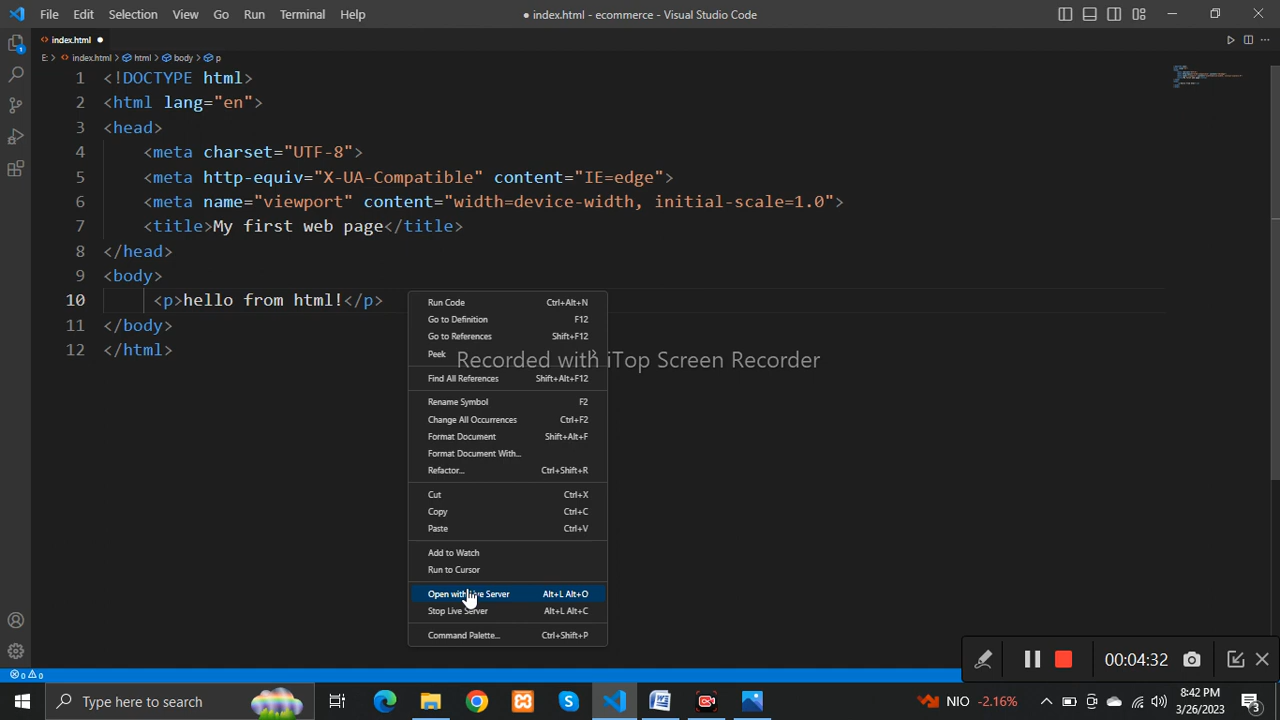 File Edit Selection View Go Run Terminal Help
● index.html - ecommerce - Visual Studio Code
index.html ●
E: > index.html > html > body > p
1 <!DOCTYPE html>
2 <html lang="en">
3 <head>
4 <meta charset="UTF-8">
5 <meta http-equiv="X-UA-Compatible" content="IE=edge">
6 <meta name="viewport" content="width=device-width, initial-scale=1.0">
7 <title>My first web page</title>
8 </head>
9 <body>
10 <p>hello from html!</p>
11 </body>
12 </html>
Run Code Ctrl+Alt+N
Go to Definition F12
Go to References Shift+F12
Peek >
Recorded with iTop Screen Recorder
Find All References Shift+Alt+F12
Rename Symbol F2
Change All Occurrences Ctrl+F2
Format Document Shift+Alt+F
Format Document With...
Refactor... Ctrl+Shift+R
Cut Ctrl+X
Copy Ctrl+C
Paste Ctrl+V
Add to Watch
Run to Cursor
Open with Live Server Alt+L Alt+O
Stop Live Server Alt+L Alt+C
Command Palette... Ctrl+Shift+P
00:04:32
0 0
Type here to search
NIO -2.16%
8:42 PM
3/26/2023
3
1